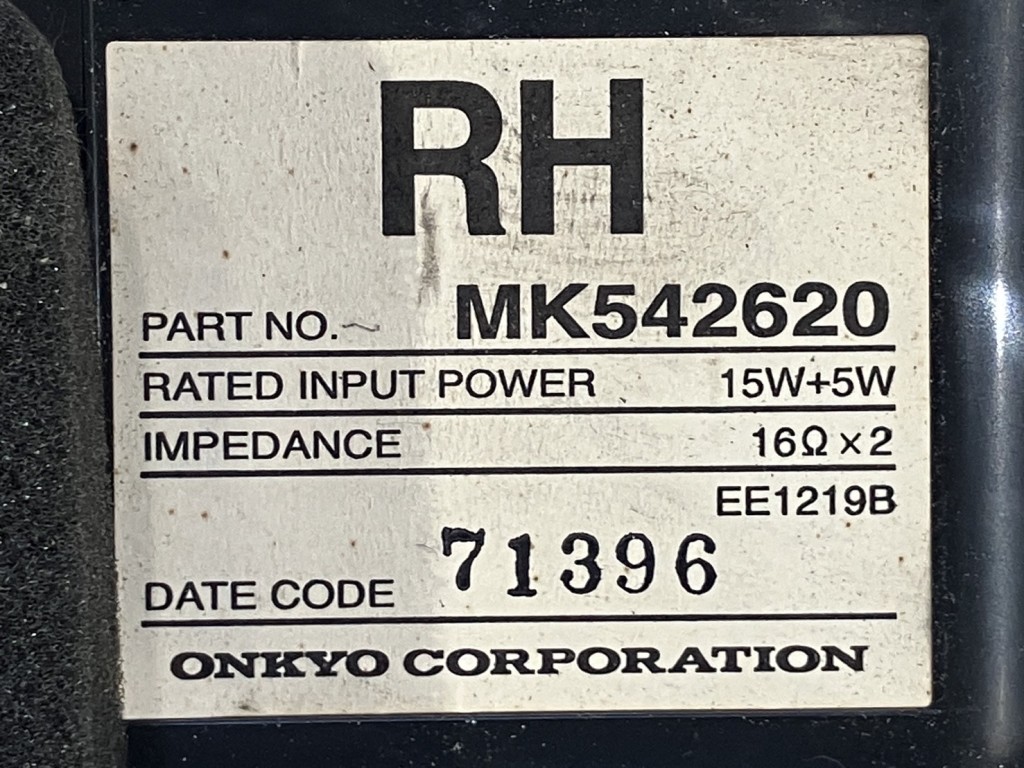 RH
PART NO. MK542620
RATED INPUT POWER 15W+5W
IMPEDANCE 16Ω×2
EE1219B
DATE CODE 71396
ONKYO CORPORATION